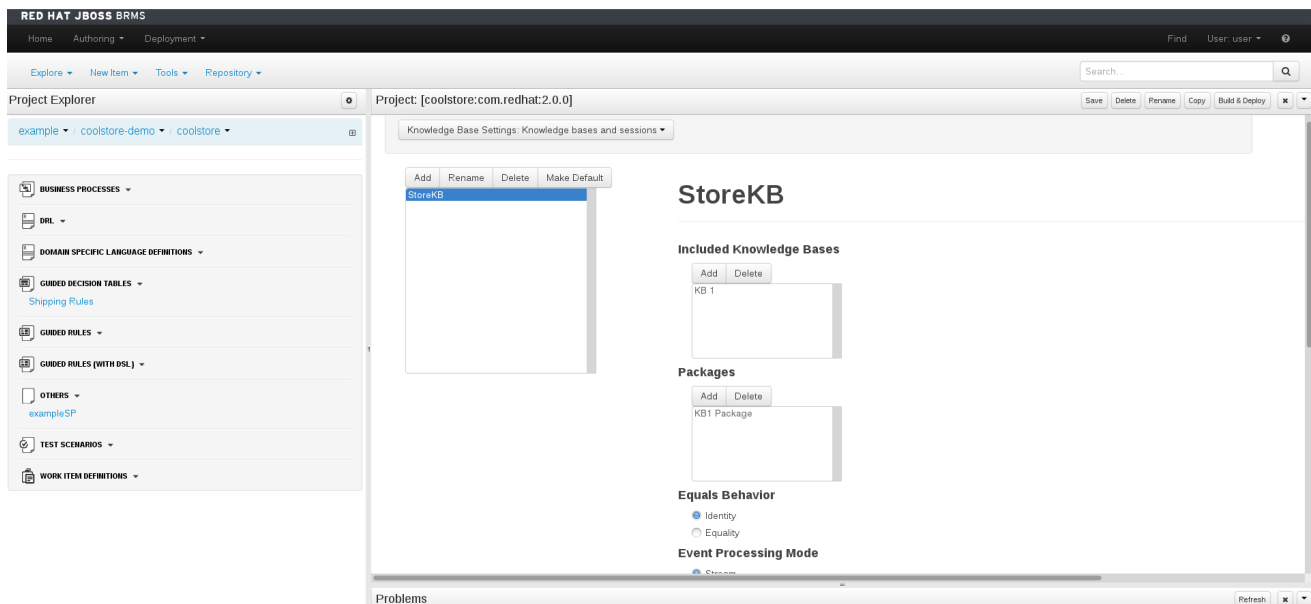 RED HAT JBOSS BRMS
Home Authoring Deployment Find User: user
Explore New Item Tools Repository Search...
Project Explorer
example / coolstore-demo / coolstore
BUSINESS PROCESSES
DRL
DOMAIN SPECIFIC LANGUAGE DEFINITIONS
GUIDED DECISION TABLES
Shipping Rules
GUIDED RULES
GUIDED RULES (WITH DSL)
OTHERS
exampleSP
TEST SCENARIOS
WORK ITEM DEFINITIONS
Project: [coolstore:com.redhat:2.0.0] Save Delete Rename Copy Build & Deploy
Knowledge Base Settings: Knowledge bases and sessions
Add Rename Delete Make Default
StoreKB
StoreKB
Included Knowledge Bases
Add Delete
KB 1
Packages
Add Delete
KB1 Package
Equals Behavior
Identity
Equality
Event Processing Mode
Stream
Problems Refresh